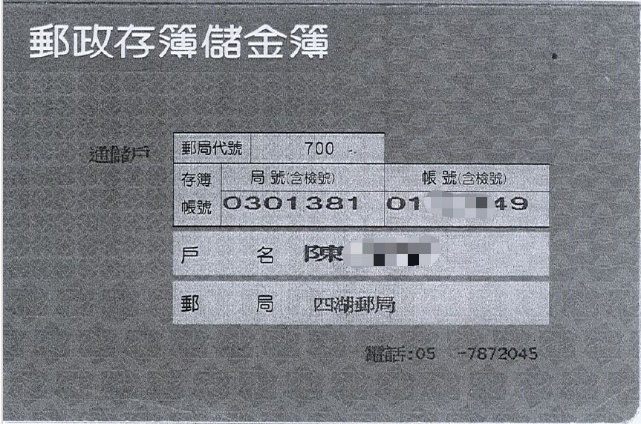 郵政存簿儲金簿
通儲戶
郵局代號 700
存簿帳號 局號(含檢號) 帳號(含檢號)
0301381 01 49
戶名 陳
郵局 四湖郵局
電話:05 -7872045